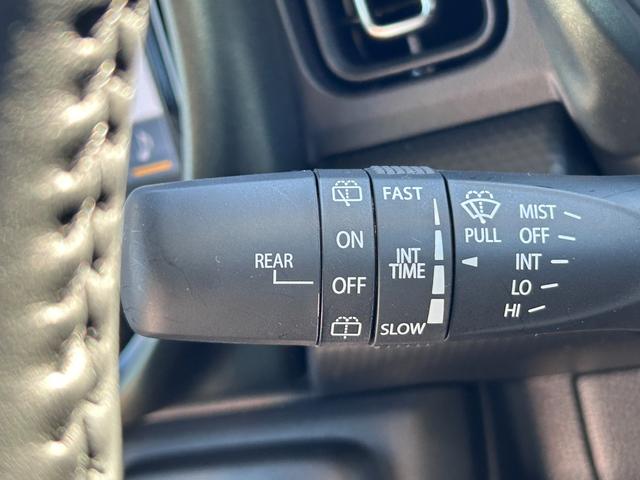 REAR
ON
OFF
FAST
INT
TIME
SLOW
PULL
MIST
OFF
INT
LO
HI